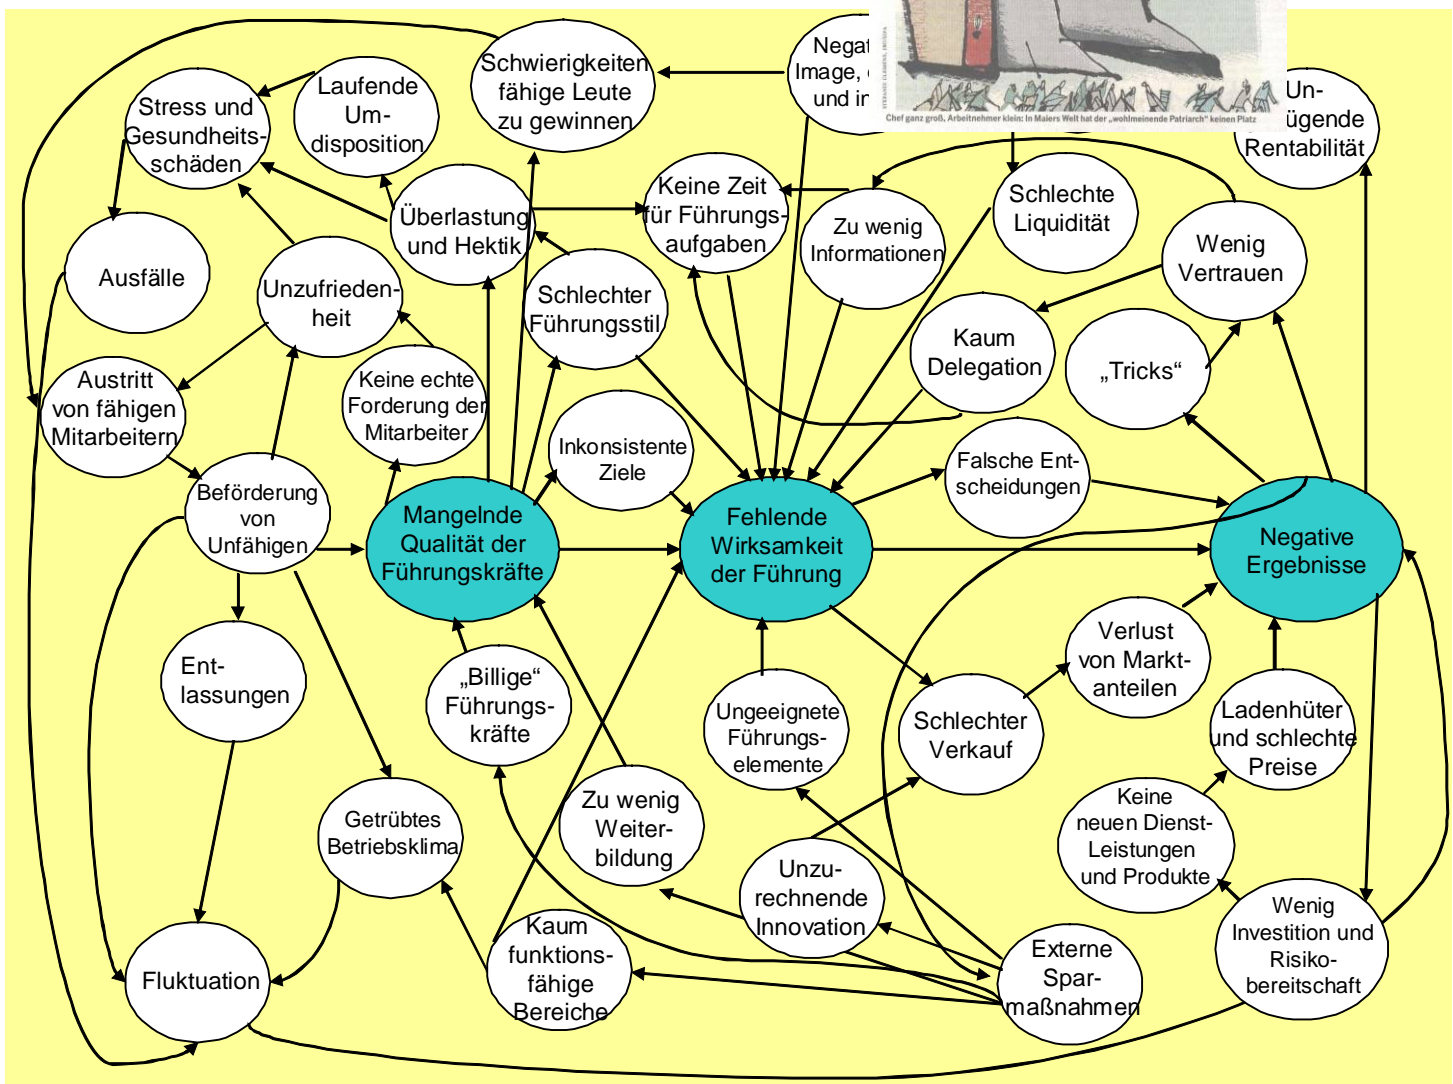 Schwierigkeiten
fähige Leute
zu gewinnen
Image,
und
STEFANIE CLEMENS, INSTEPA
Chef ganz groß, Arbeitnehmer klein: In Maiers Welt hat der „wohlmeinende Patriarch“ keinen Platz
Un-
Rentabilität
Stress und
Gesundheits-
schäden
Laufende
Um-
disposition
Überlastung
und Hektik
Keine Zeit
für Führungs-
aufgaben
Zu wenig
Informationen
Schlechte
Liquidität
Wenig
Vertrauen
Ausfälle
Unzufrieden-
heit
Schlechter
Führungsstil
Kaum
Delegation
„Tricks“
Austritt
von fähigen
Mitarbeitern
Keine echte
Forderung der
Mitarbeiter
Inkonsistente
Ziele
Falsche Ent-
scheidungen
Beförderung
von
Unfähigen
Mangelnde
Qualität der
Führungskräfte
Fehlende
Wirksamkeit
der Führung
Negative
Ergebnisse
Ent-
lassungen
„Billige“
Führungs-
kräfte
Ungeeignete
Führungs-
elemente
Schlechter
Verkauf
Verlust
von Markt-
anteilen
Ladenhüter
und schlechte
Preise
Getrübtes
Betriebsklima
Zu wenig
Weiter-
bildung
Unzu-
rechnende
Innovation
Keine
neuen Dienst-
Leistungen
und Produkte
Fluktuation
Kaum
funktions-
fähige
Bereiche
Externe
Spar-
maßnahmen
Wenig
Investition und
Risiko-
bereitschaft